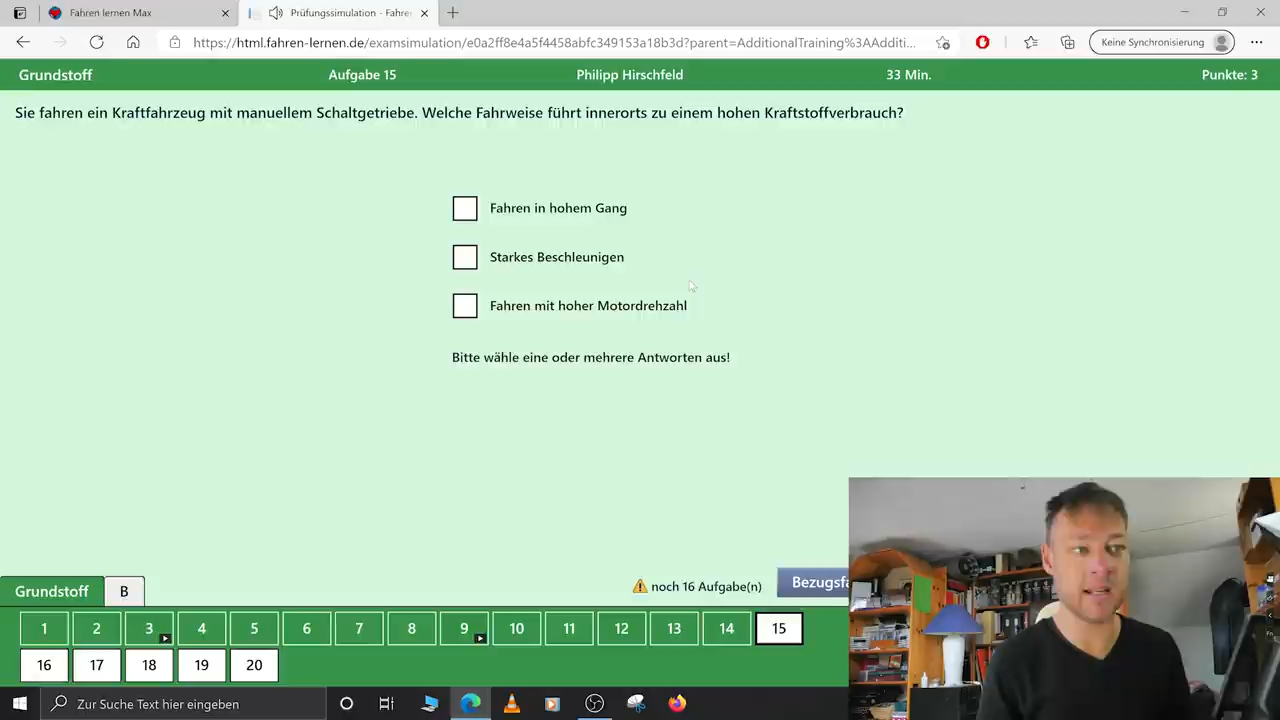 Fahren lernen Max
Prüfungssimulation - Fahre
https://html.fahren-lernen.de/examsimulation/e0a2ff8e4a5f4458abfc349153a18b3d?parent=AdditionalTraining%3AAdditi...
Keine Synchronisierung
Grundstoff
Aufgabe 15
Philipp Hirschfeld
33 Min.
Punkte: 3
Sie fahren ein Kraftfahrzeug mit manuellem Schaltgetriebe. Welche Fahrweise führt innerorts zu einem hohen Kraftstoffverbrauch?
Fahren in hohem Gang
Starkes Beschleunigen
Fahren mit hoher Motordrehzahl
Bitte wähle eine oder mehrere Antworten aus!
Grundstoff
B
noch 16 Aufgabe(n)
Bezugsfa
1 2 3 4 5 6 7 8 9 10 11 12 13 14 15
16 17 18 19 20
Zur Suche Text hier eingeben